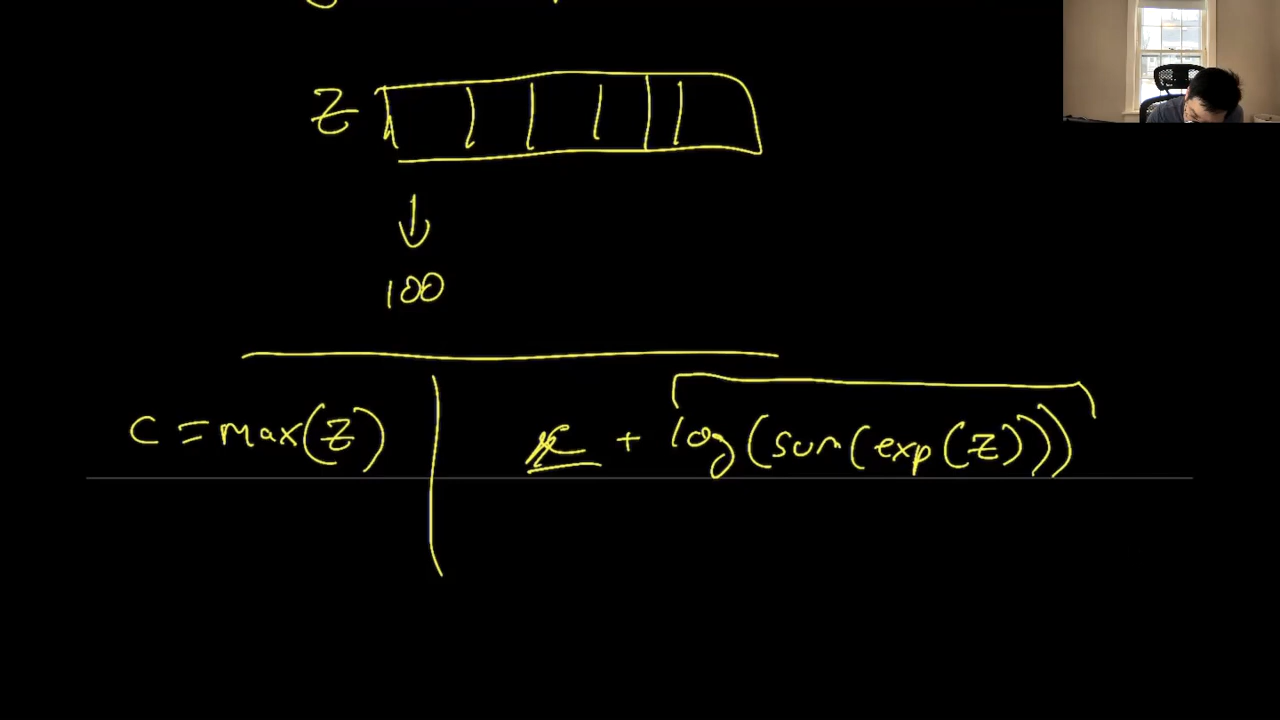 Z
100
C = max(Z)
+ log(sum(exp(Z)))